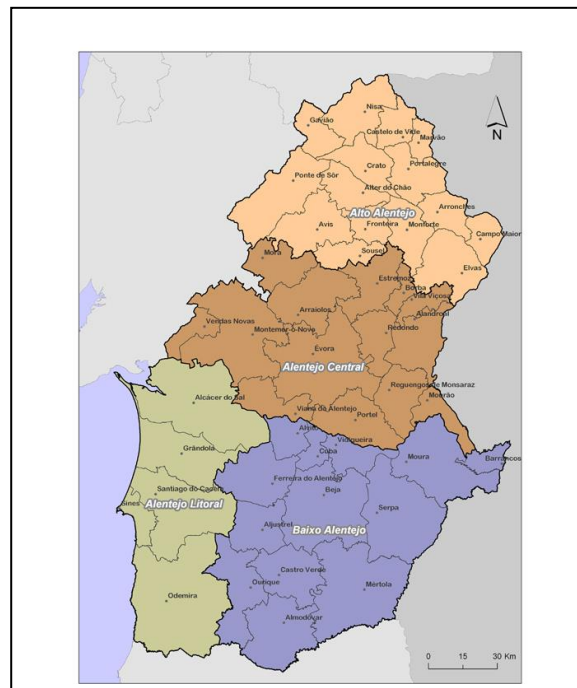 Nisa
Gavião
Castelo de Vide
Marvão
N
Portalegre
Crato
Ponte de Sôr
Alter do Chão
Arronches
Alto Alentejo
Avis
Fronteira
Monforte
Campo Maior
Sousel
Mora
Elvas
Estremoz
Borba
Vila Viçosa
Arraiolos
Alandroal
Vendas Novas
Montemor-o-Novo
Redondo
Évora
Alentejo Central
Reguengos de Monsaraz
Mourão
Alcácer do Sal
Viana do Alentejo
Portel
Alvito
Vidigueira
Grândola
Cuba
Moura
Barrancos
Ferreira do Alentejo
Santiago do Cacém
Beja
Sines
Alentejo Litoral
Serpa
Aljustrel
Baixo Alentejo
Castro Verde
Ourique
Mértola
Odemira
Almodôvar
0 15 30 Km